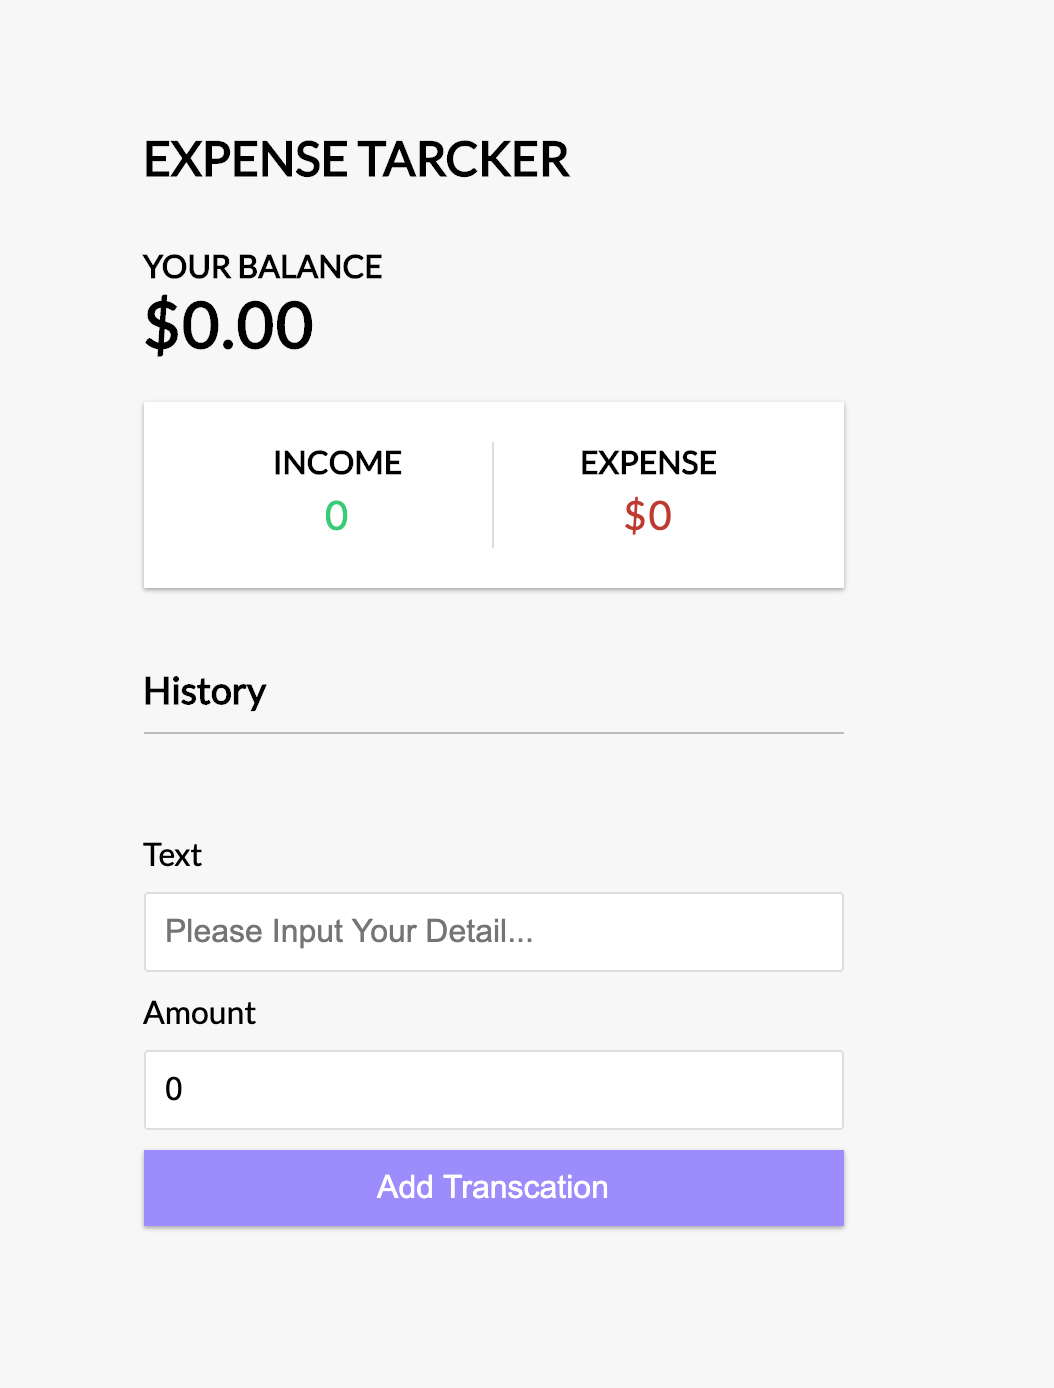 EXPENSE TARCKER
YOUR BALANCE
$0.00
INCOME
0
EXPENSE
$0
History
Text
Please Input Your Detail...
Amount
0
Add Transcation